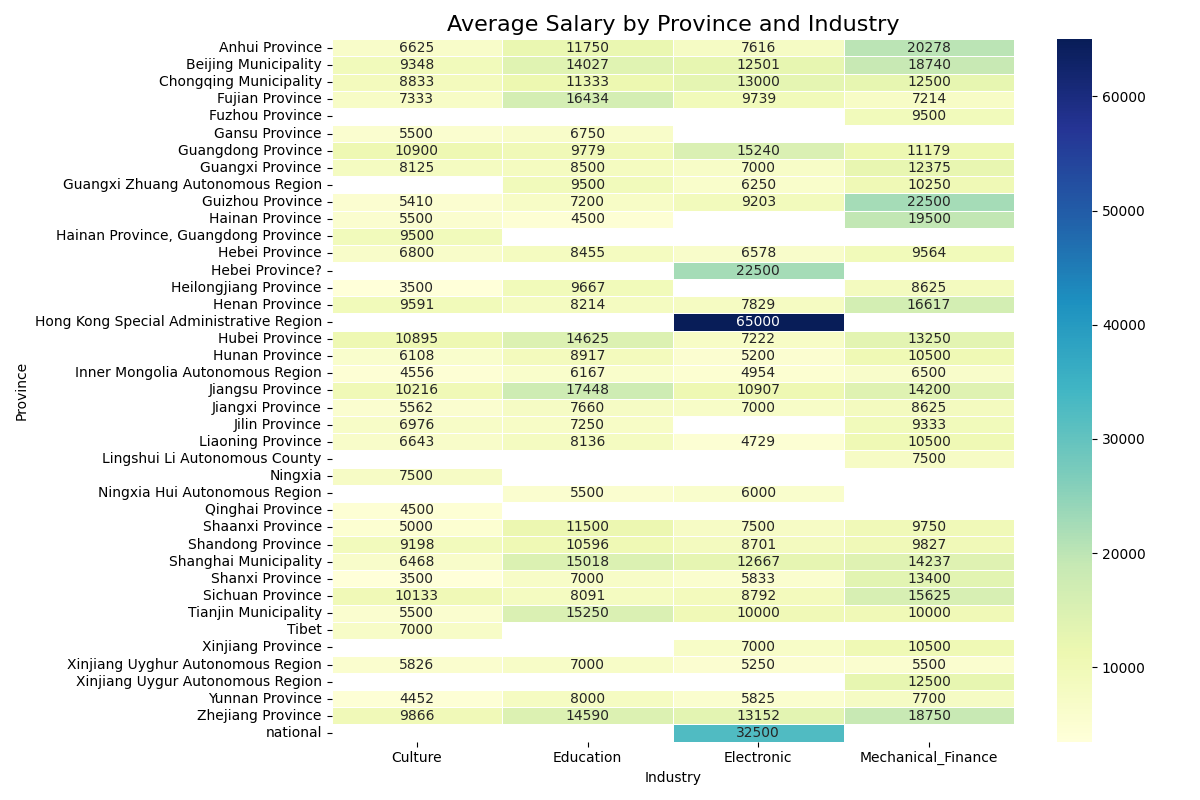 Average Salary by Province and Industry
Anhui Province 6625 11750 7616 20278
Beijing Municipality 9348 14027 12501 18740
Chongqing Municipality 8833 11333 13000 12500
Fujian Province 7333 16434 9739 7214
Fuzhou Province 9500
Gansu Province 5500 6750
Guangdong Province 10900 9779 15240 11179
Guangxi Province 8125 8500 7000 12375
Guangxi Zhuang Autonomous Region 9500 6250 10250
Guizhou Province 5410 7200 9203 22500
Hainan Province 5500 4500 19500
Hainan Province, Guangdong Province 9500
Hebei Province 6800 8455 6578 9564
Hebei Province? 22500
Heilongjiang Province 3500 9667 8625
Henan Province 9591 8214 7829 16617
Hong Kong Special Administrative Region 65000
Hubei Province 10895 14625 7222 13250
Hunan Province 6108 8917 5200 10500
Inner Mongolia Autonomous Region 4556 6167 4954 6500
Jiangsu Province 10216 17448 10907 14200
Jiangxi Province 5562 7660 7000 8625
Jilin Province 6976 7250 9333
Liaoning Province 6643 8136 4729 10500
Lingshui Li Autonomous County 7500
Ningxia 7500
Ningxia Hui Autonomous Region 5500 6000
Qinghai Province 4500
Shaanxi Province 5000 11500 7500 9750
Shandong Province 9198 10596 8701 9827
Shanghai Municipality 6468 15018 12667 14237
Shanxi Province 3500 7000 5833 13400
Sichuan Province 10133 8091 8792 15625
Tianjin Municipality 5500 15250 10000 10000
Tibet 7000
Xinjiang Province 7000 10500
Xinjiang Uyghur Autonomous Region 5826 7000 5250 5500
Xinjiang Uygur Autonomous Region 12500
Yunnan Province 4452 8000 5825 7700
Zhejiang Province 9866 14590 13152 18750
national 32500
Culture Education Electronic Mechanical_Finance
Industry
Province
60000
50000
40000
30000
20000
10000